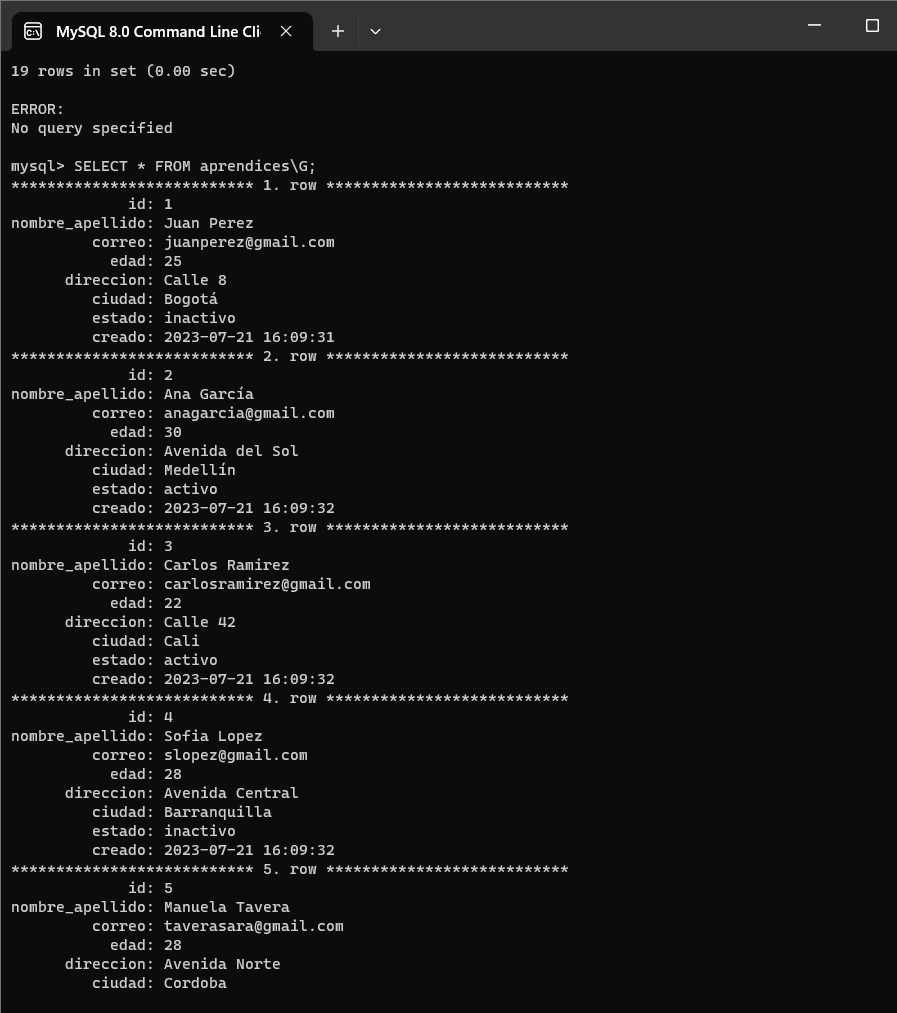 MySQL 8.0 Command Line Cli
19 rows in set (0.00 sec)
ERROR:
No query specified
mysql> SELECT * FROM aprendices\G;
*************************** 1. row ***************************
id: 1
nombre_apellido: Juan Perez
correo: juanperez@gmail.com
edad: 25
direccion: Calle 8
ciudad: Bogotá
estado: inactivo
creado: 2023-07-21 16:09:31
*************************** 2. row ***************************
id: 2
nombre_apellido: Ana García
correo: anagarcia@gmail.com
edad: 30
direccion: Avenida del Sol
ciudad: Medellín
estado: activo
creado: 2023-07-21 16:09:32
*************************** 3. row ***************************
id: 3
nombre_apellido: Carlos Ramirez
correo: carlosramirez@gmail.com
edad: 22
direccion: Calle 42
ciudad: Cali
estado: activo
creado: 2023-07-21 16:09:32
*************************** 4. row ***************************
id: 4
nombre_apellido: Sofia Lopez
correo: slopez@gmail.com
edad: 28
direccion: Avenida Central
ciudad: Barranquilla
estado: inactivo
creado: 2023-07-21 16:09:32
*************************** 5. row ***************************
id: 5
nombre_apellido: Manuela Tavera
correo: taverasara@gmail.com
edad: 28
direccion: Avenida Norte
ciudad: Cordoba